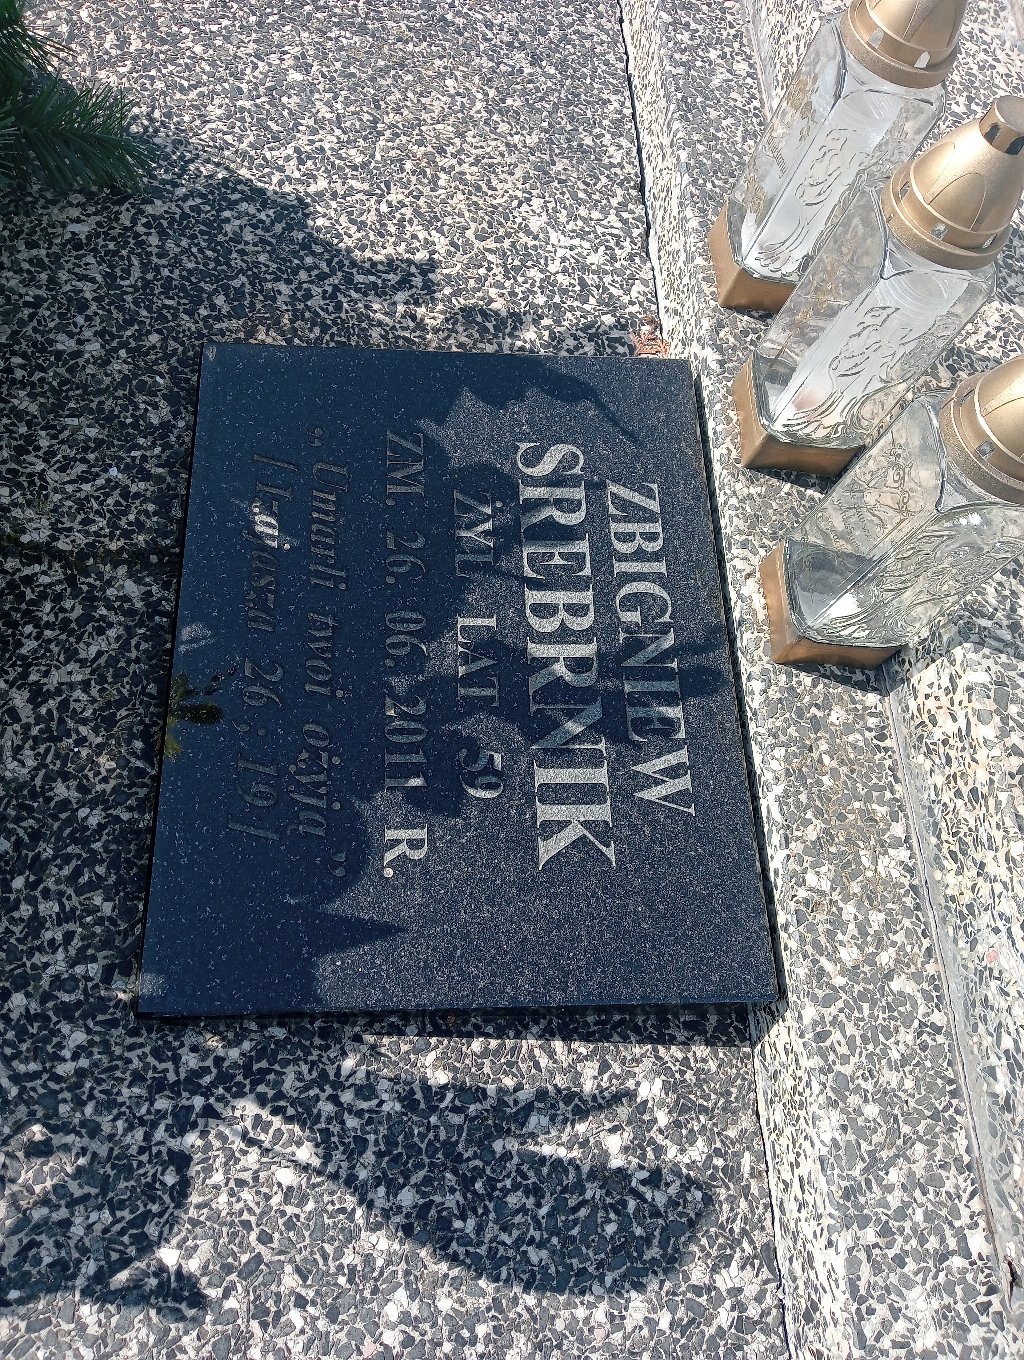 ZBIGNIEW
SREBRNIK
ŻYŁ LAT 59
ZM. 26. 06. 2011 R.
„Umarli twoi ożyją”
/ Izajasza 26 ; 19 /